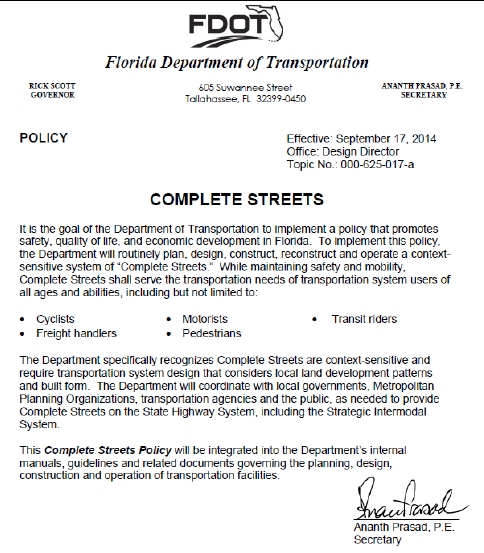 FDOT
Florida Department of Transportation
RICK SCOTT
GOVERNOR
605 Suwannee Street
Tallahassee, FL 32399-0450
ANANTH PRASAD, P.E.
SECRETARY
POLICY
Effective: September 17, 2014
Office: Design Director
Topic No.: 000-625-017-a
COMPLETE STREETS
It is the goal of the Department of Transportation to implement a policy that promotes
safety, quality of life, and economic development in Florida. To implement this policy,
the Department will routinely plan, design, construct, reconstruct and operate a context-
sensitive system of “Complete Streets.” While maintaining safety and mobility,
Complete Streets shall serve the transportation needs of transportation system users of
all ages and abilities, including but not limited to:
• Cyclists • Motorists • Transit riders
• Freight handlers • Pedestrians
The Department specifically recognizes Complete Streets are context-sensitive and
require transportation system design that considers local land development patterns
and built form. The Department will coordinate with local governments, Metropolitan
Planning Organizations, transportation agencies and the public, as needed to provide
Complete Streets on the State Highway System, including the Strategic Intermodal
System.
This Complete Streets Policy will be integrated into the Department's internal
manuals, guidelines and related documents governing the planning, design,
construction and operation of transportation facilities.
Ananth Prasad
Ananth Prasad, P.E.
Secretary